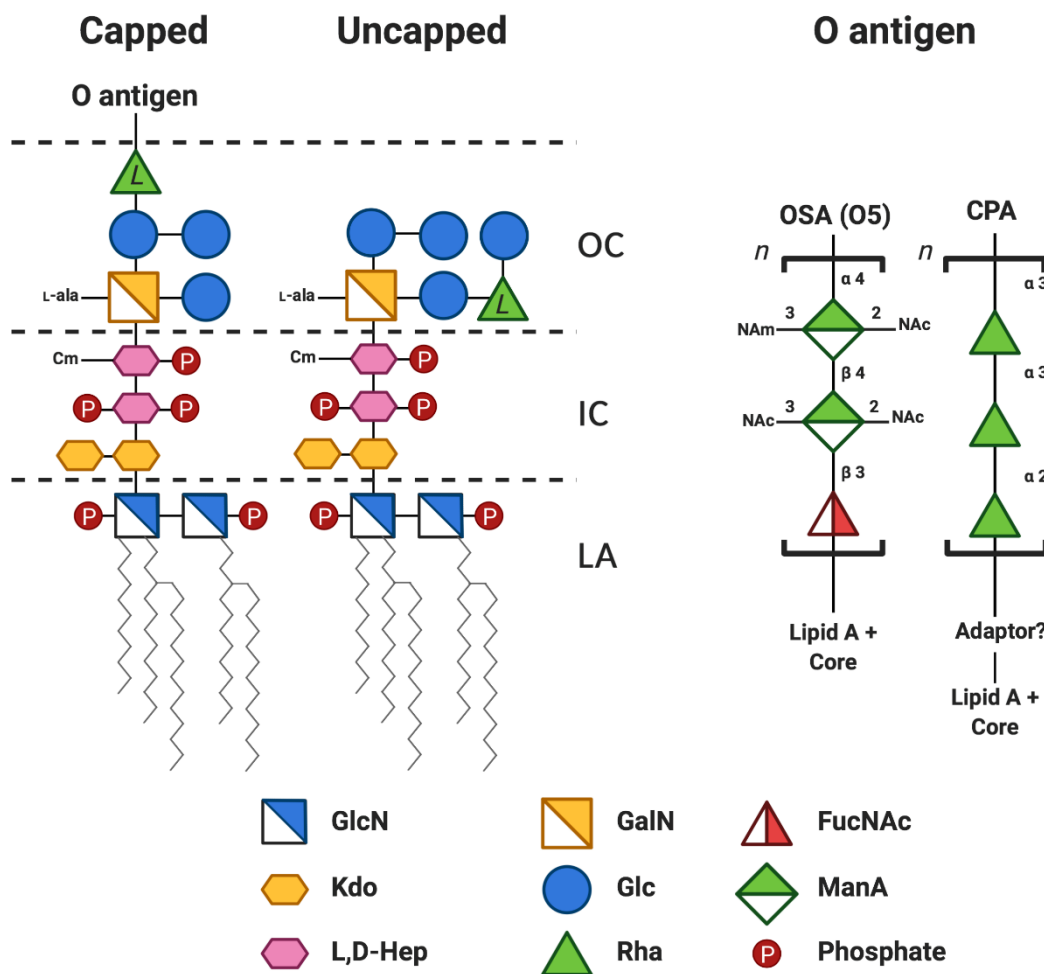 Capped
Uncapped
O antigen
O antigen
L
OC
L-ala
L-ala
L
Cm
P
Cm
P
IC
P
P
P
P
P
P
P
P
LA
OSA (O5)
CPA
n
n
α 4
α 3
3
2
NAm
NAc
β 4
α 3
3
2
NAc
NAc
β 3
α 2
Lipid A +
Core
Adaptor?
Lipid A +
Core
GlcN
GalN
FucNAc
Kdo
Glc
ManA
L,D-Hep
Rha
P
Phosphate